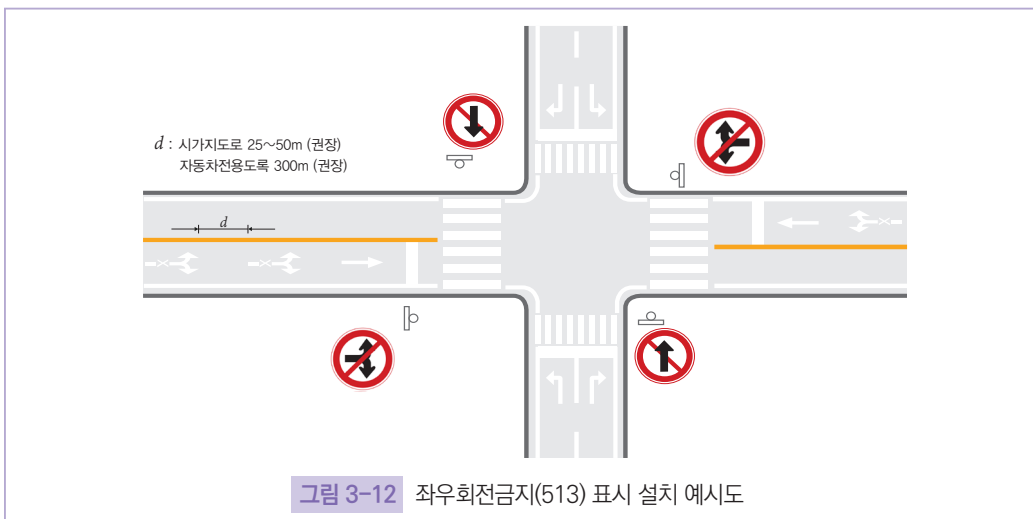 d : 시가지도로 25~50m (권장)
자동차전용도록 300m (권장)
d
그림 3-12 좌우회전금지(513) 표시 설치 예시도